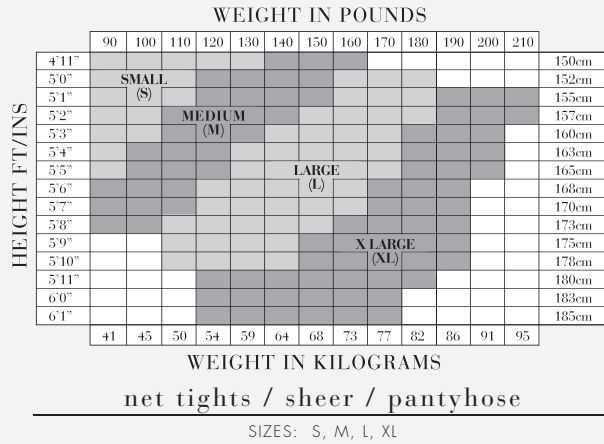 WEIGHT IN POUNDS
90 100 110 120 130 140 150 160 170 180 190 200 210
HEIGHT FT/INS
4'11" 150cm
5'0" 152cm
SMALL
(S)
5'1" 155cm
5'2" 157cm
MEDIUM
(M)
5'3" 160cm
5'4" 163cm
5'5" 165cm
LARGE
(L)
5'6" 168cm
5'7" 170cm
5'8" 173cm
5'9" 175cm
X LARGE
(XL)
5'10" 178cm
5'11" 180cm
6'0" 183cm
6'1" 185cm
41 45 50 54 59 64 68 73 77 82 86 91 95
WEIGHT IN KILOGRAMS
net tights / sheer / pantyhose
SIZES: S, M, L, XL